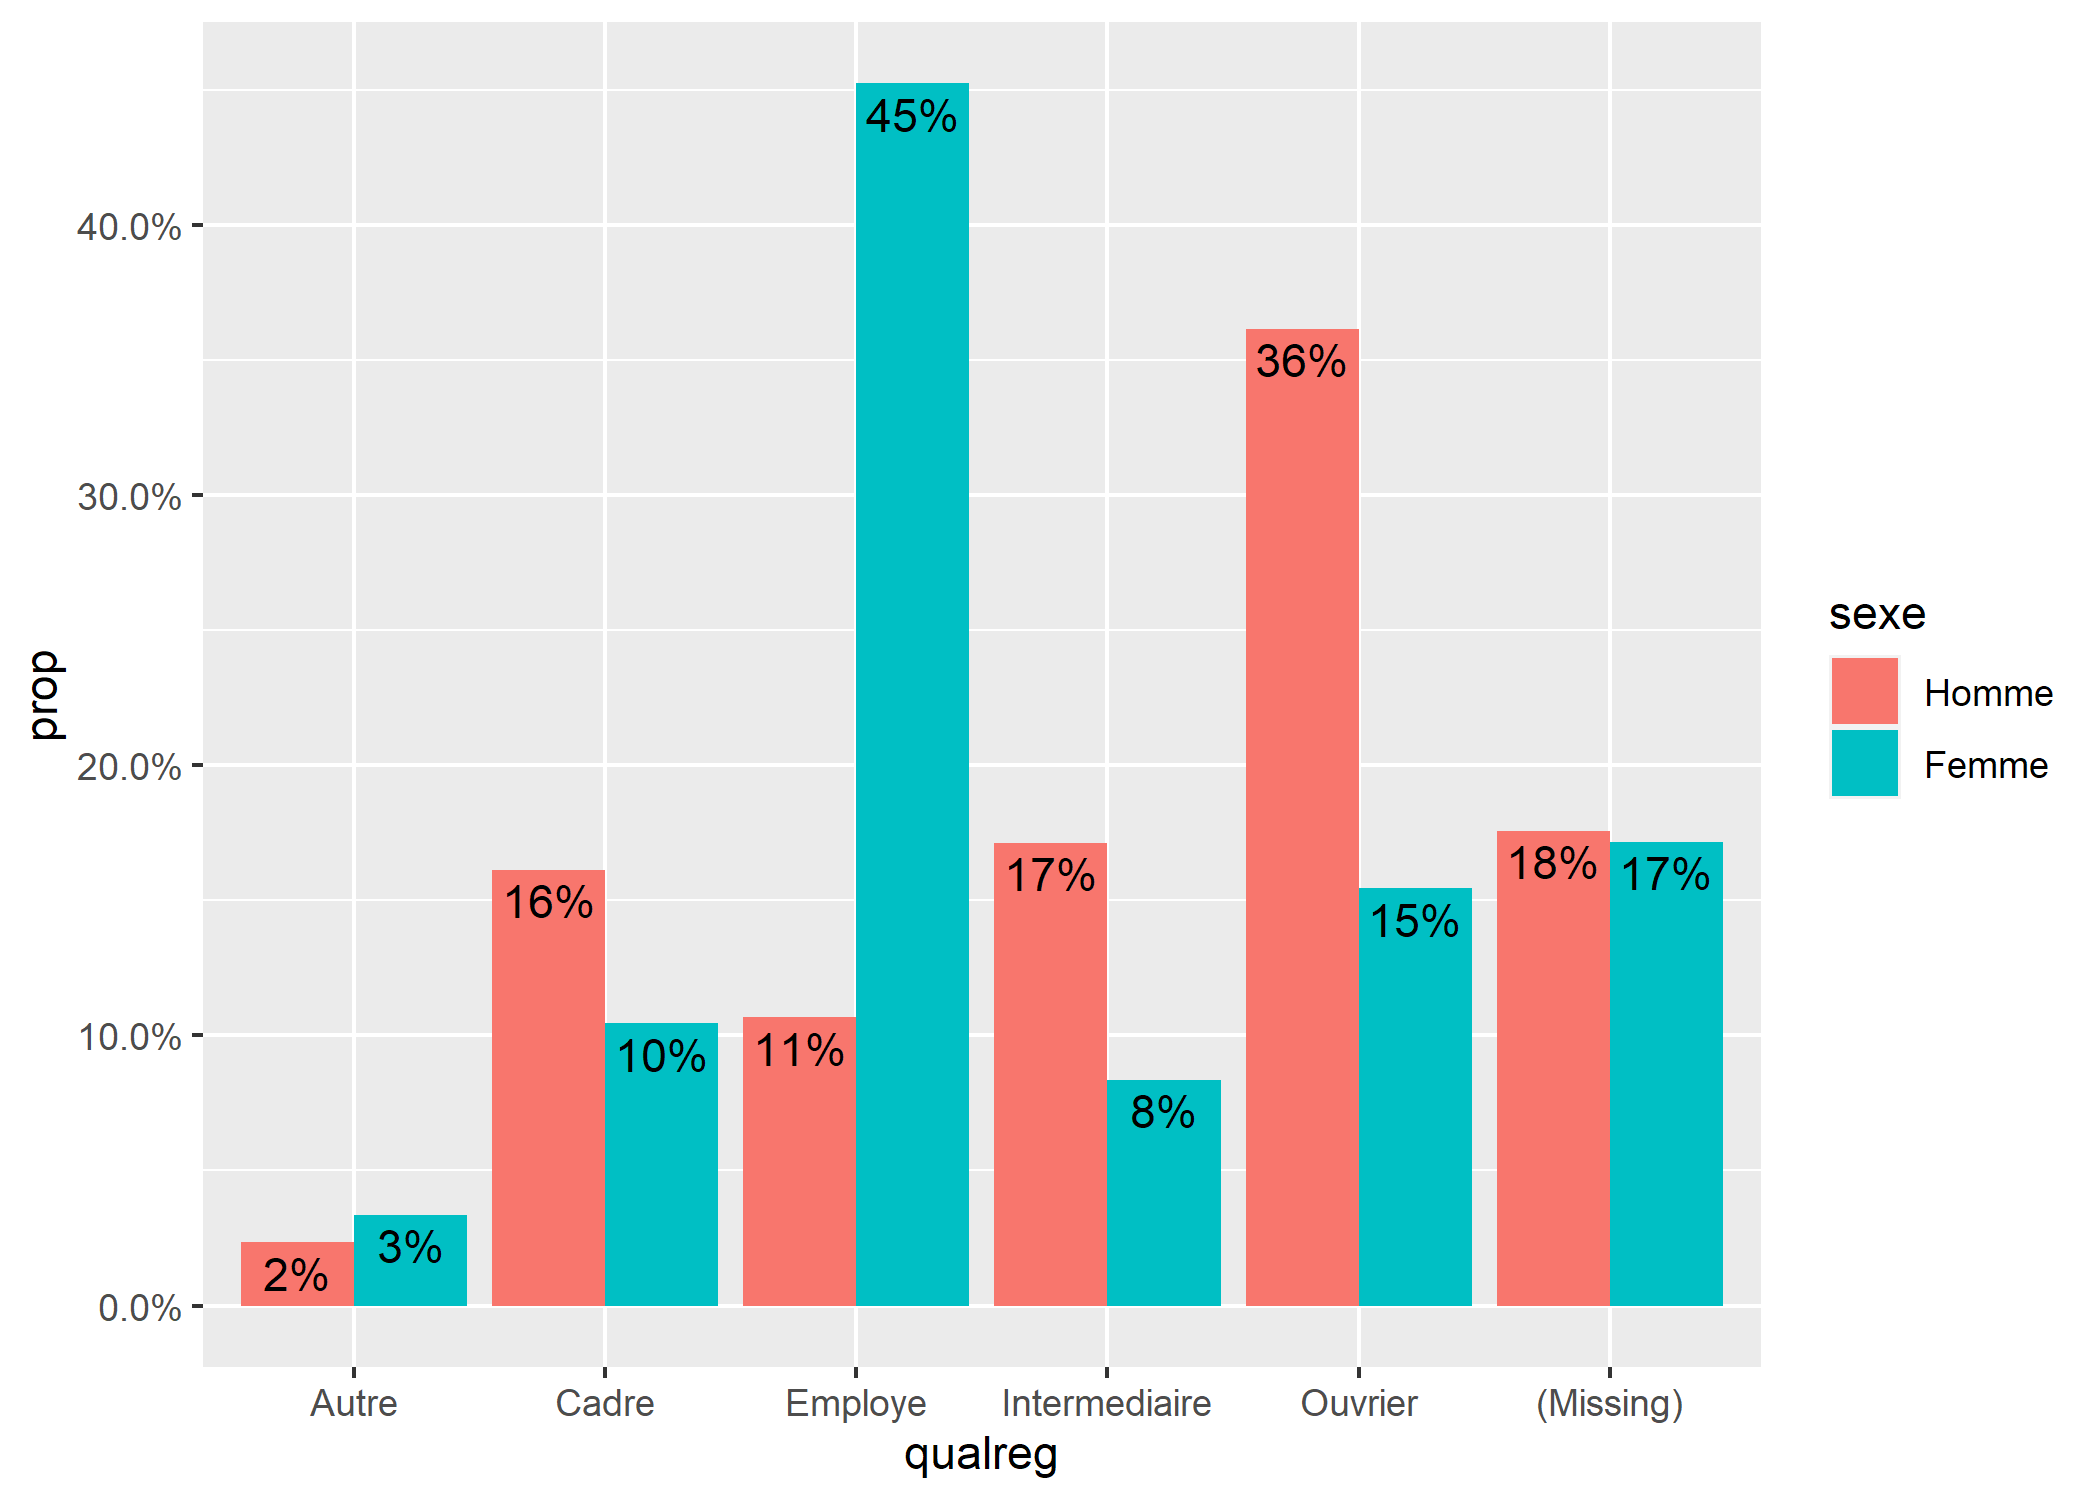 45%
40.0%
36%
30.0%
sexe
Homme
Femme
prop
20.0%
16%
17%
18%
17%
15%
10.0%
10%
11%
8%
2%
3%
0.0%
Autre
Cadre
Employe
Intermediaire
Ouvrier
(Missing)
qualreg